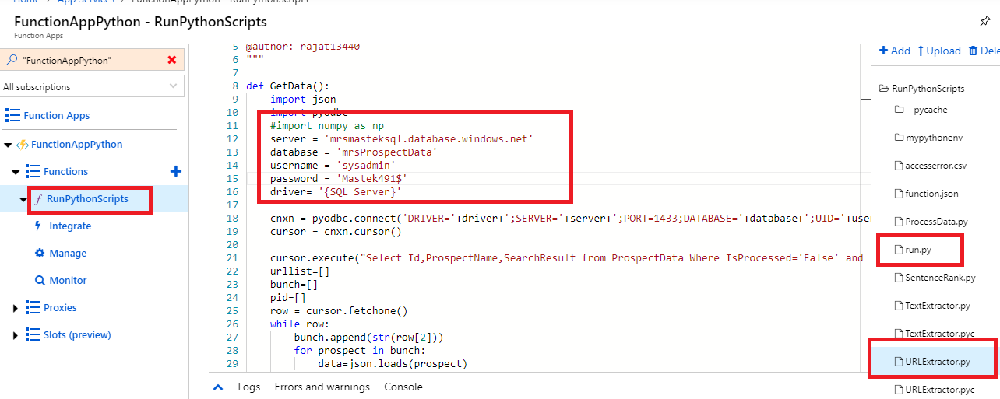 Home > App Services > FunctionAppPython - RunPythonScripts
FunctionAppPython - RunPythonScripts
Function Apps
"FunctionAppPython"
All subscriptions
Function Apps
FunctionAppPython
Functions
RunPythonScripts
Integrate
Manage
Monitor
Proxies
Slots (preview)
5 @author: rajat13440
6 """
7
8 def GetData():
9 import json
10 import pyodbc
11 #import numpy as np
12 server = 'mrsmasteksql.database.windows.net'
13 database = 'mrsProspectData'
14 username = 'sysadmin'
15 password = 'Mastek491$'
16 driver= '{SQL Server}'
17
18 cnxn = pyodbc.connect('DRIVER='+driver+';SERVER='+server+';PORT=1433;DATABASE='+database+';UID='+use
19 cursor = cnxn.cursor()
20
21 cursor.execute("Select Id,ProspectName,SearchResult from ProspectData Where IsProcessed='False' and
22 urllist=[]
23 bunch=[]
24 pid=[]
25 row = cursor.fetchone()
26 while row:
27 bunch.append(str(row[2]))
28 for prospect in bunch:
29 data=json.loads(prospect)
Logs Errors and warnings Console
Add Upload Dele
RunPythonScripts
__pycache__
mypythonenv
accesserror.csv
function.json
ProcessData.py
run.py
SentenceRank.py
TextExtractor.py
TextExtractor.pyc
URLExtractor.py
URLExtractor.pyc